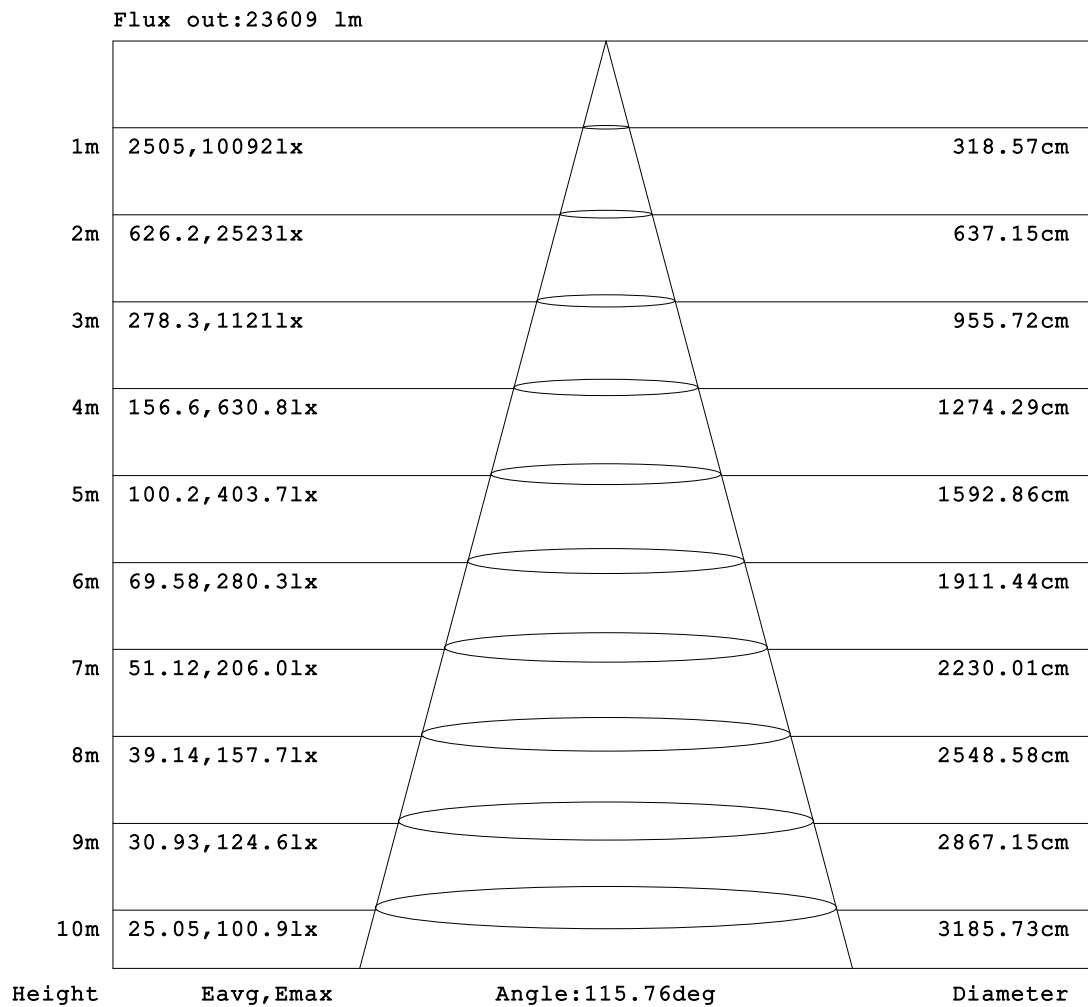 Flux out:23609 lm
1m 2505,10092lx 318.57cm
2m 626.2,2523lx 637.15cm
3m 278.3,1121lx 955.72cm
4m 156.6,630.8lx 1274.29cm
5m 100.2,403.7lx 1592.86cm
6m 69.58,280.3lx 1911.44cm
7m 51.12,206.0lx 2230.01cm
8m 39.14,157.7lx 2548.58cm
9m 30.93,124.6lx 2867.15cm
10m 25.05,100.9lx 3185.73cm
Height Eavg,Emax Angle:115.76deg Diameter